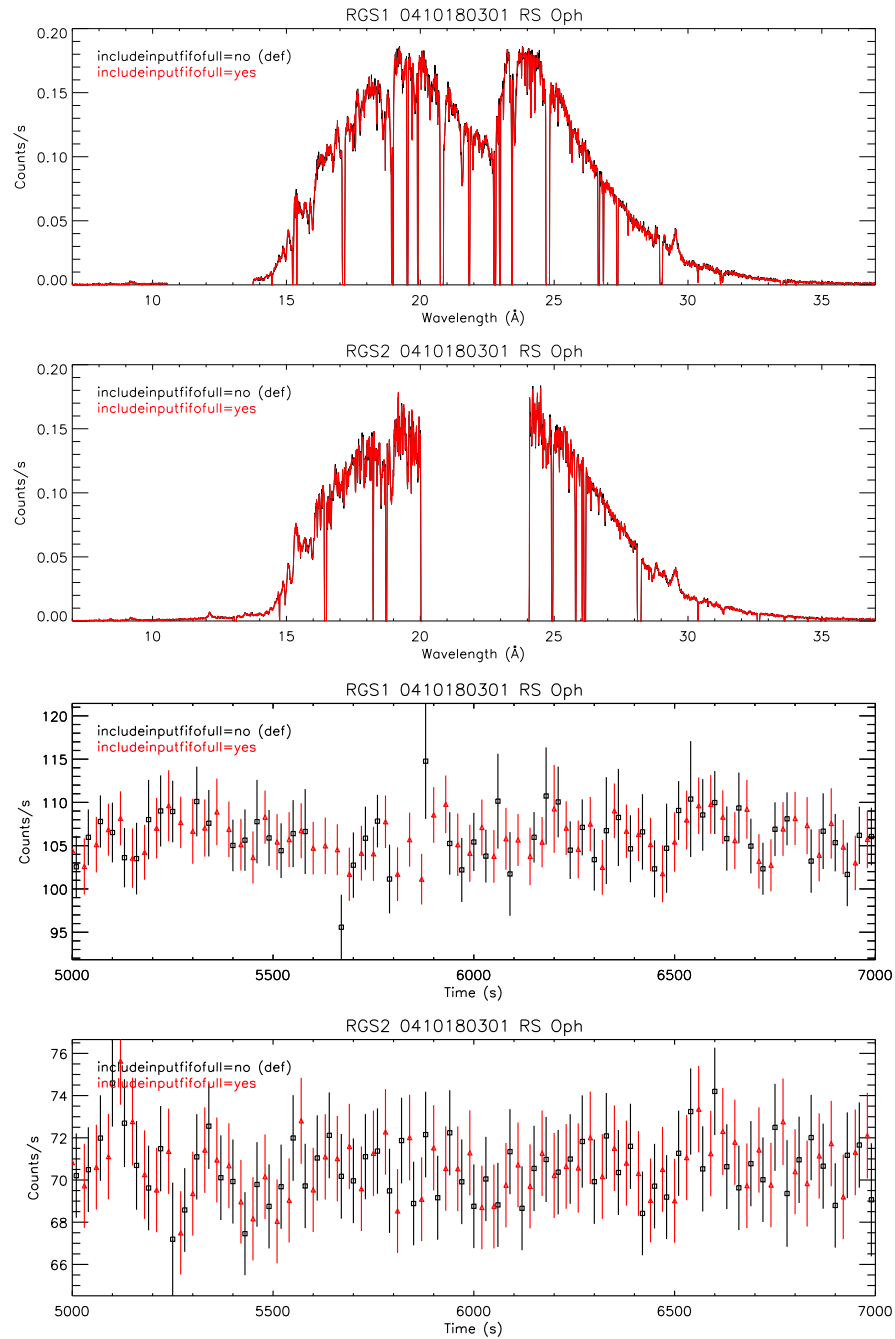 RGS1 0410180301 RS Oph
includeinputfifofull=no (def)
includeinputfifofull=yes
Counts/s
0.20
0.15
0.10
0.05
0.00
10 15 20 25 30 35
Wavelength (Å)
RGS2 0410180301 RS Oph
includeinputfifofull=no (def)
includeinputfifofull=yes
Counts/s
0.20
0.15
0.10
0.05
0.00
10 15 20 25 30 35
Wavelength (Å)
RGS1 0410180301 RS Oph
includeinputfifofull=no (def)
includeinputfifofull=yes
Counts/s
120
115
110
105
100
95
5000 5500 6000 6500 7000
Time (s)
RGS2 0410180301 RS Oph
includeinputfifofull=no (def)
includeinputfifofull=yes
Counts/s
76
74
72
70
68
66
5000 5500 6000 6500 7000
Time (s)